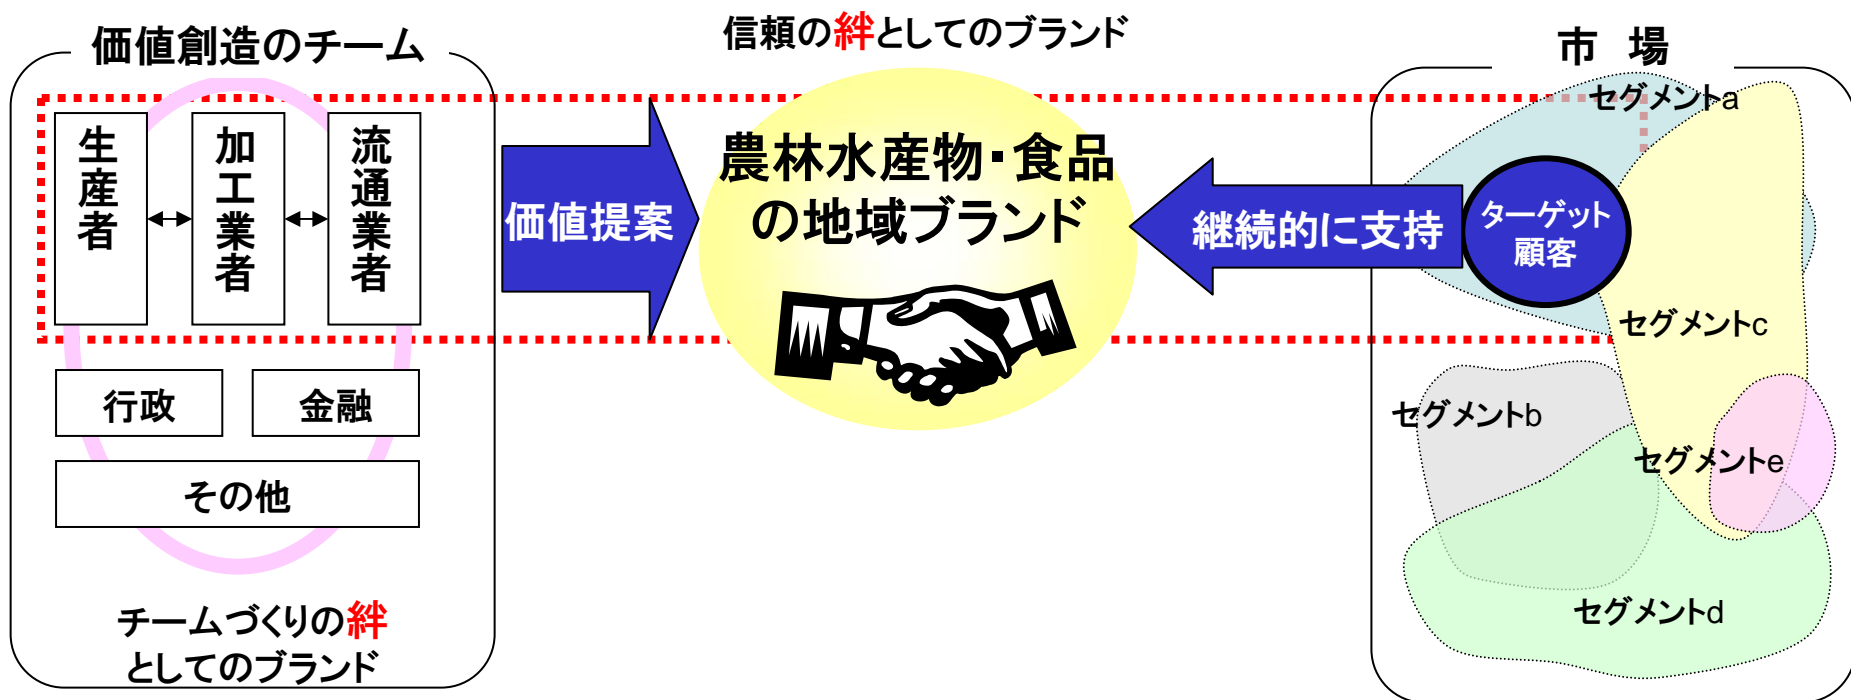 価値創造のチーム
生産者
加工業者
流通業者
行政
金融
その他
チームづくりの絆
としてのブランド
価値提案
信頼の絆としてのブランド
農林水産物・食品
の地域ブランド
継続的に支持
市 場
セグメントa
ターゲット
顧客
セグメントc
セグメントb
セグメントe
セグメントd